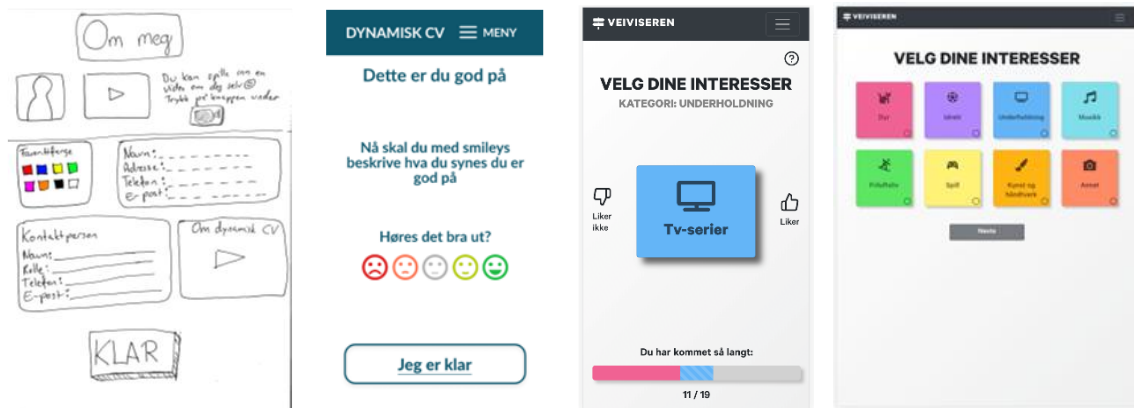 Om meg
Du kan spille inn en
video om deg selv
Trykk på knappen under
Favorittfarge
Navn:
Adresse:
Telefon:
E-post:
Kontaktperson
Navn:
Rolle:
Telefon:
E-post:
Om dynamisk CV
KLAR
DYNAMISK CV MENY
Dette er du god på
Nå skal du med smileys
beskrive hva du synes du er
god på
Høres det bra ut?
Jeg er klar
VEIVISEREN
VELG DINE INTERESSER
KATEGORI: UNDERHOLDNING
Liker
ikke
Tv-serier
Liker
Du har kommet så langt:
11 / 19
VEIVISEREN
VELG DINE INTERESSER
Dyr
Idrett
Underholdning
Musikk
Friluftsliv
Spill
Kunst og
håndtverk
Annet
Neste